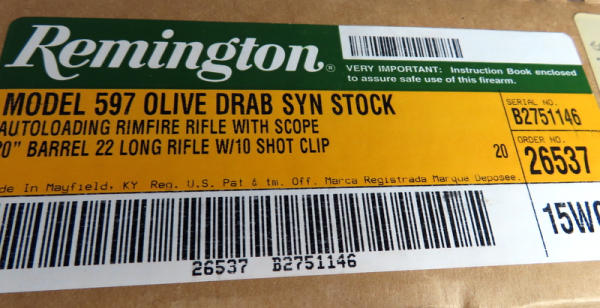 Remington®
VERY IMPORTANT: Instruction Book enclosed
to assure safe use of this firearm.
MODEL 597 OLIVE DRAB SYN STOCK
AUTOLOADING RIMFIRE RIFLE WITH SCOPE
20" BARREL 22 LONG RIFLE W/10 SHOT CLIP
20
SERIAL NO.
B2751146
ORDER NO.
26537
de In Mayfield, KY Reg. U.S. Pat & tm. Off. Marca Registrada Marque Deposee.
15W
26537 B2751146